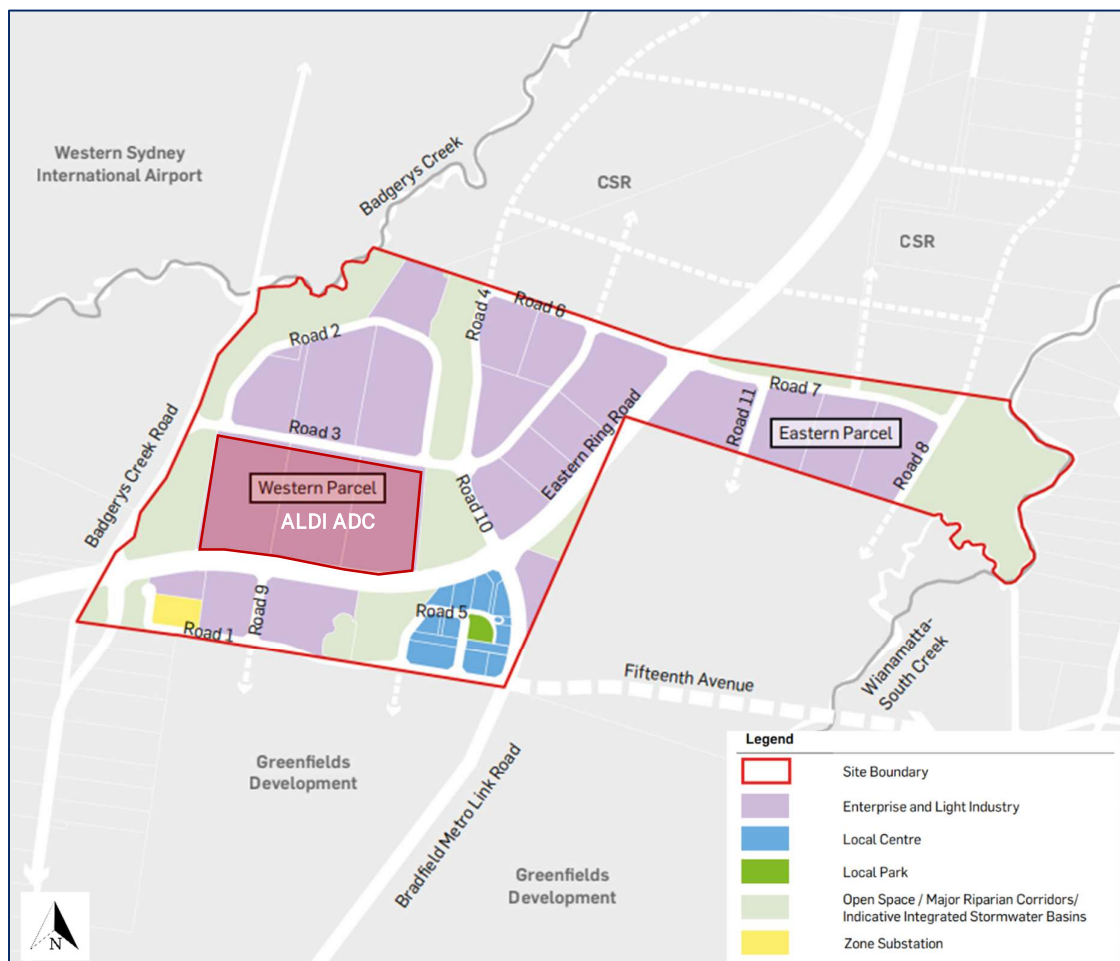 Western Sydney
International Airport
Badgerys Creek
CSR
CSR
Road 4
Road 6
Road 2
Road 7
Road 11
Eastern Parcel
Road 8
Eastern Ring Road
Road 3
Western Parcel
ALDI ADC
Road 10
Badgerys Creek Road
Road 9
Road 5
Road 1
Fifteenth Avenue
Wianamatta-
South Creek
Greenfields
Development
Bradfield Metro Link Road
Greenfields
Development
N
Legend
Site Boundary
Enterprise and Light Industry
Local Centre
Local Park
Open Space / Major Riparian Corridors/
Indicative Integrated Stormwater Basins
Zone Substation